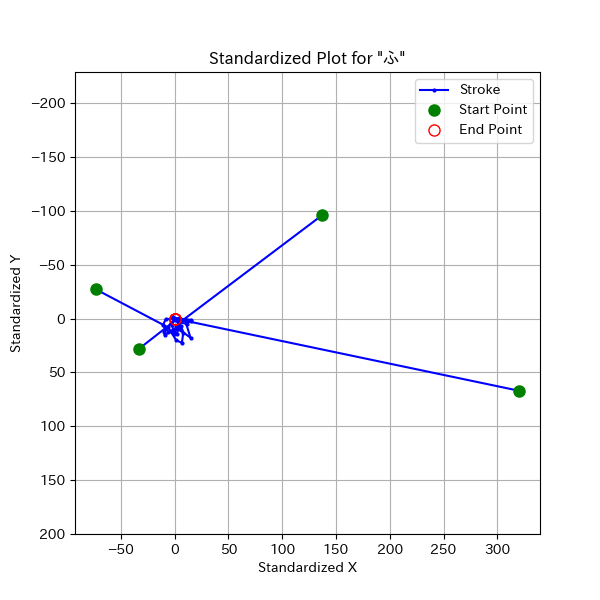 Standardized Plot for "ふ"
Stroke
Start Point
End Point
Standardized Y
−200
−150
−100
−50
0
50
100
150
200
−50
0
50
100
150
200
250
300
Standardized X